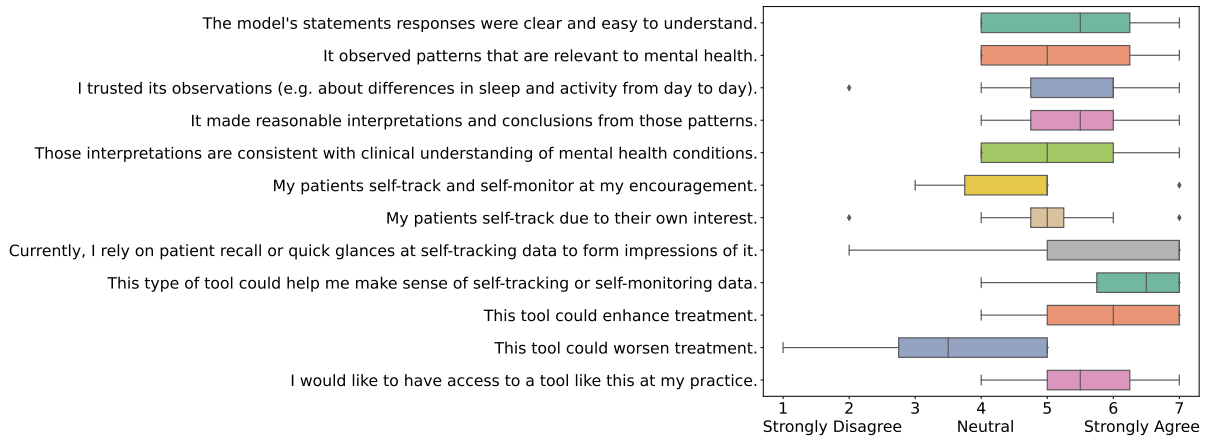 The model's statements responses were clear and easy to understand.
It observed patterns that are relevant to mental health.
I trusted its observations (e.g. about differences in sleep and activity from day to day).
It made reasonable interpretations and conclusions from those patterns.
Those interpretations are consistent with clinical understanding of mental health conditions.
My patients self-track and self-monitor at my encouragement.
My patients self-track due to their own interest.
Currently, I rely on patient recall or quick glances at self-tracking data to form impressions of it.
This type of tool could help me make sense of self-tracking or self-monitoring data.
This tool could enhance treatment.
This tool could worsen treatment.
I would like to have access to a tool like this at my practice.
1 2 3 4 5 6 7
Strongly Disagree Neutral Strongly Agree